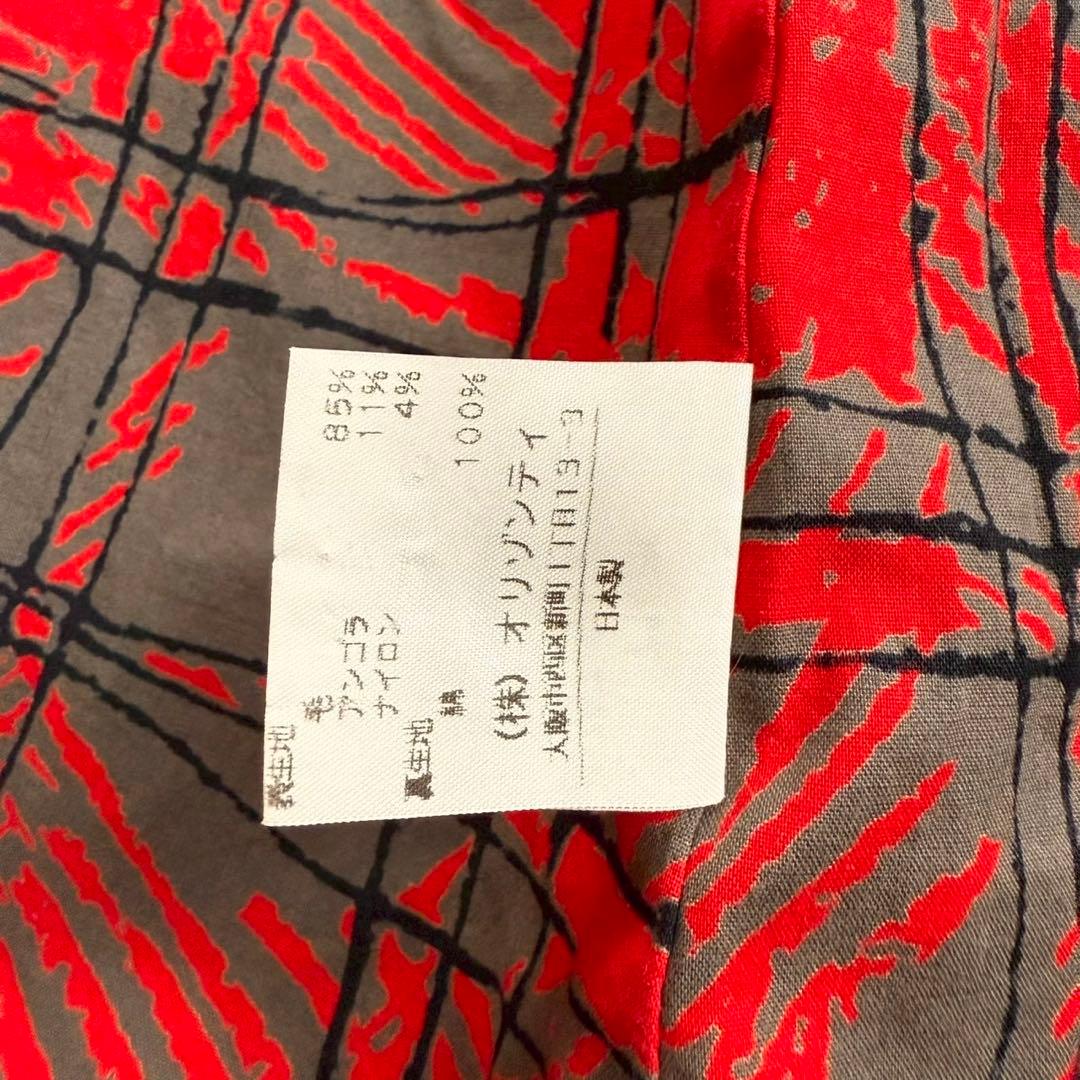 表生地
毛 85%
アンゴラ 11%
ナイロン 4%
裏生地
綿 100%
(株)オリゾンティ
大阪市西区新町1丁目13-3
日本製